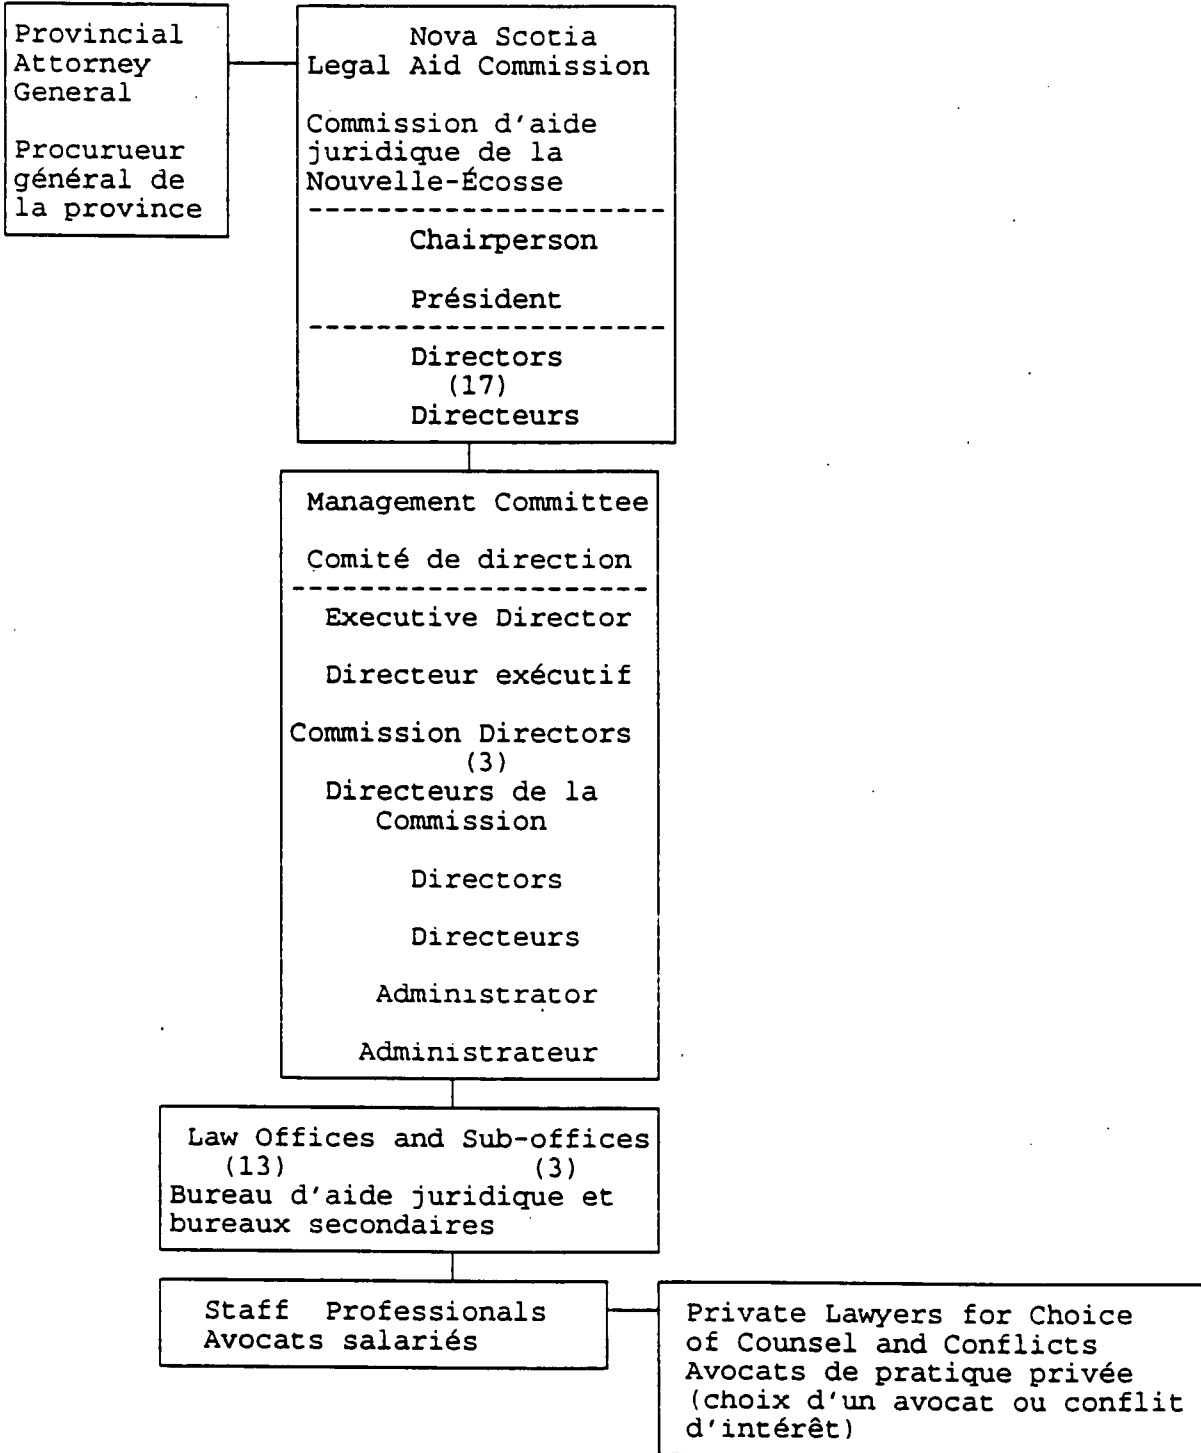 Provincial
Attorney
General
Procurueur
général de
la province
Nova Scotia
Legal Aid Commission
Commission d'aide
juridique de la
Nouvelle-Écosse
Chairperson
Président
Directors
(17)
Directeurs
Management Committee
Comité de direction
Executive Director
Directeur exécutif
Commission Directors
(3)
Directeurs de la
Commission
Directors
Directeurs
Administrator
Administrateur
Law Offices and Sub-offices
(13) (3)
Bureau d'aide juridique et
bureaux secondaires
Staff Professionals
Avocats salariés
Private Lawyers for Choice
of Counsel and Conflicts
Avocats de pratique privée
(choix d'un avocat ou conflit
d'intérêt)